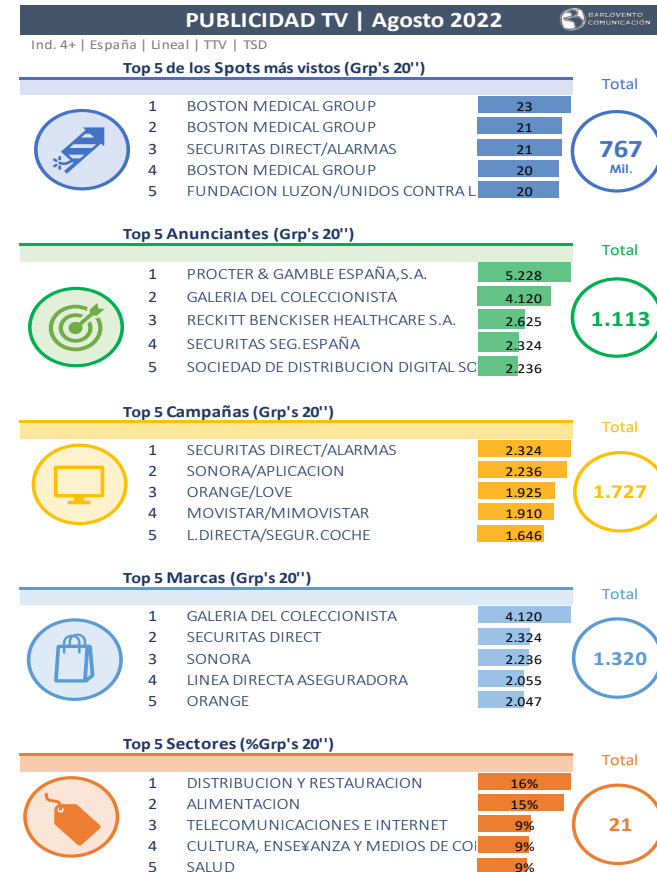 PUBLICIDAD TV | Agosto 2022
BARLOVENTO
COMUNICACIÓN
Ind. 4+ | España | Lineal | TTV | TSD
Top 5 de los Spots más vistos (Grp's 20'')
Total
1 BOSTON MEDICAL GROUP 23
2 BOSTON MEDICAL GROUP 21
3 SECURITAS DIRECT/ALARMAS 21
4 BOSTON MEDICAL GROUP 20
5 FUNDACION LUZON/UNIDOS CONTRA L 20
767
Mil.
Top 5 Anunciantes (Grp's 20'')
Total
1 PROCTER & GAMBLE ESPAÑA,S.A. 5.228
2 GALERIA DEL COLECCIONISTA 4.120
3 RECKITT BENCKISER HEALTHCARE S.A. 2.625
4 SECURITAS SEG.ESPAÑA 2.324
5 SOCIEDAD DE DISTRIBUCION DIGITAL SO 2.236
1.113
Top 5 Campañas (Grp's 20'')
Total
1 SECURITAS DIRECT/ALARMAS 2.324
2 SONORA/APLICACION 2.236
3 ORANGE/LOVE 1.925
4 MOVISTAR/MIMOVISTAR 1.910
5 L.DIRECTA/SEGUR.COCHE 1.646
1.727
Top 5 Marcas (Grp's 20'')
Total
1 GALERIA DEL COLECCIONISTA 4.120
2 SECURITAS DIRECT 2.324
3 SONORA 2.236
4 LINEA DIRECTA ASEGURADORA 2.055
5 ORANGE 2.047
1.320
Top 5 Sectores (%Grp's 20'')
Total
1 DISTRIBUCION Y RESTAURACION 16%
2 ALIMENTACION 15%
3 TELECOMUNICACIONES E INTERNET 9%
4 CULTURA, ENSE¥ANZA Y MEDIOS DE CO 9%
5 SALUD 9%
21